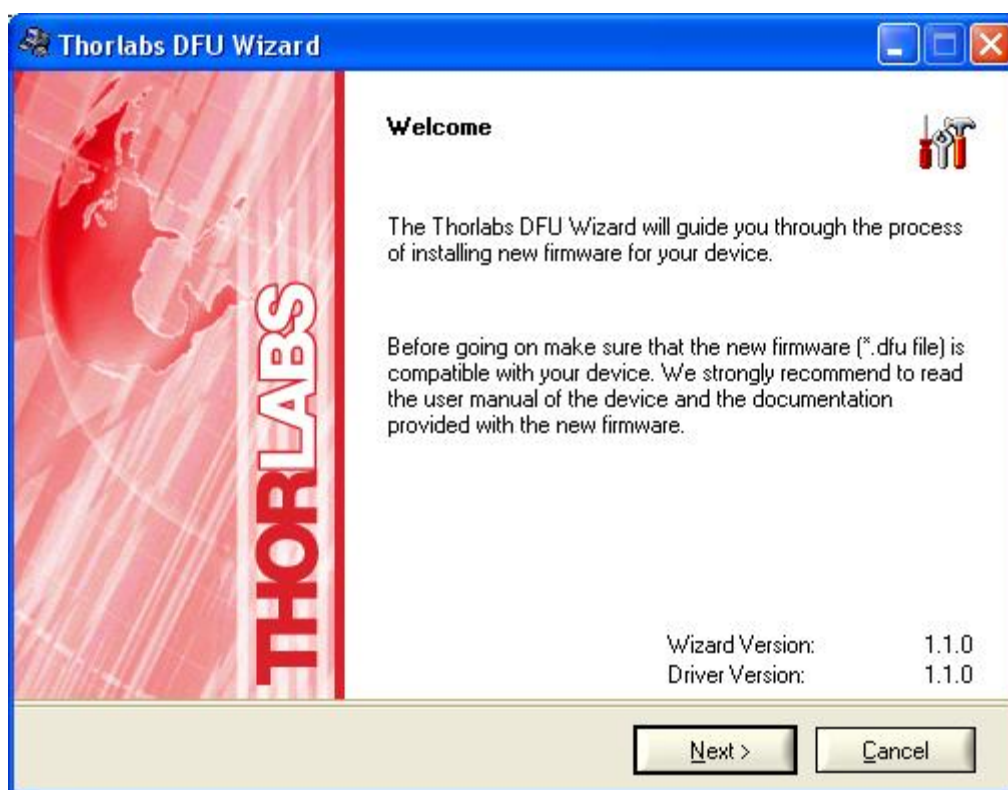 Thorlabs DFU Wizard
THORLABS
Welcome
The Thorlabs DFU Wizard will guide you through the process
of installing new firmware for your device.
Before going on make sure that the new firmware (*.dfu file) is
compatible with your device. We strongly recommend to read
the user manual of the device and the documentation
provided with the new firmware.
Wizard Version: 1.1.0
Driver Version: 1.1.0
Next >
Cancel